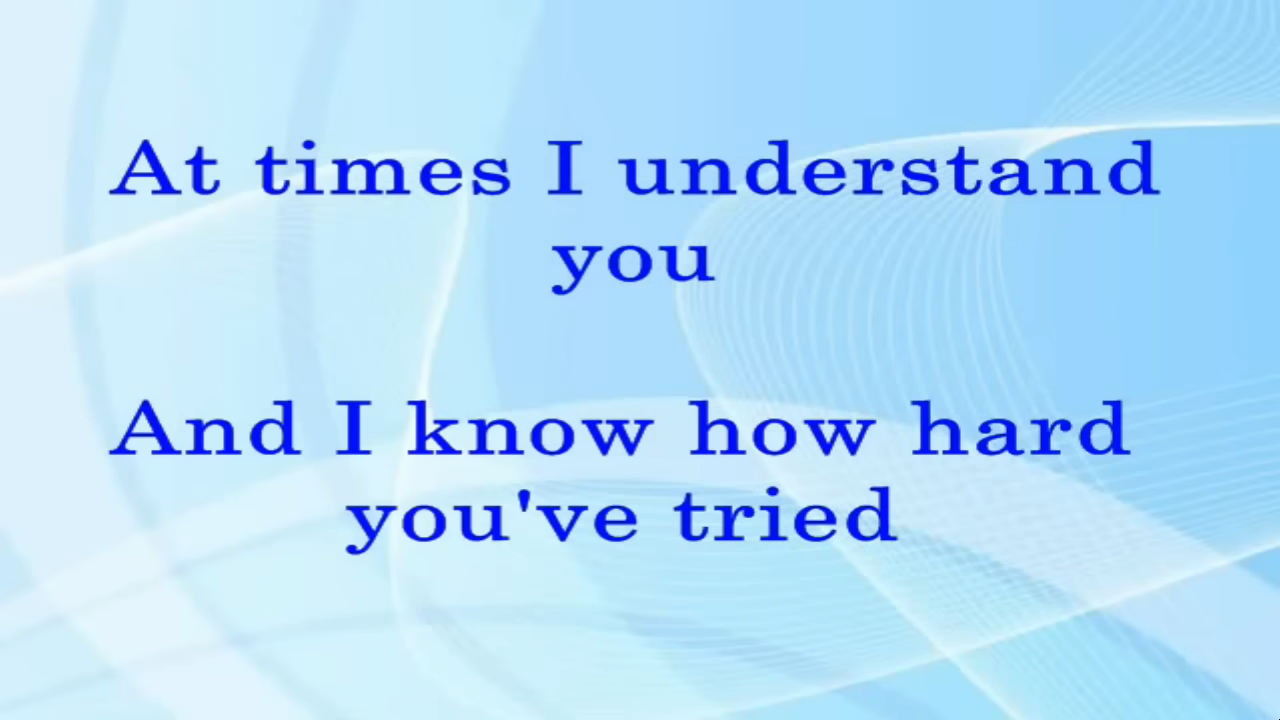 At times I understand
you
And I know how hard
you've tried